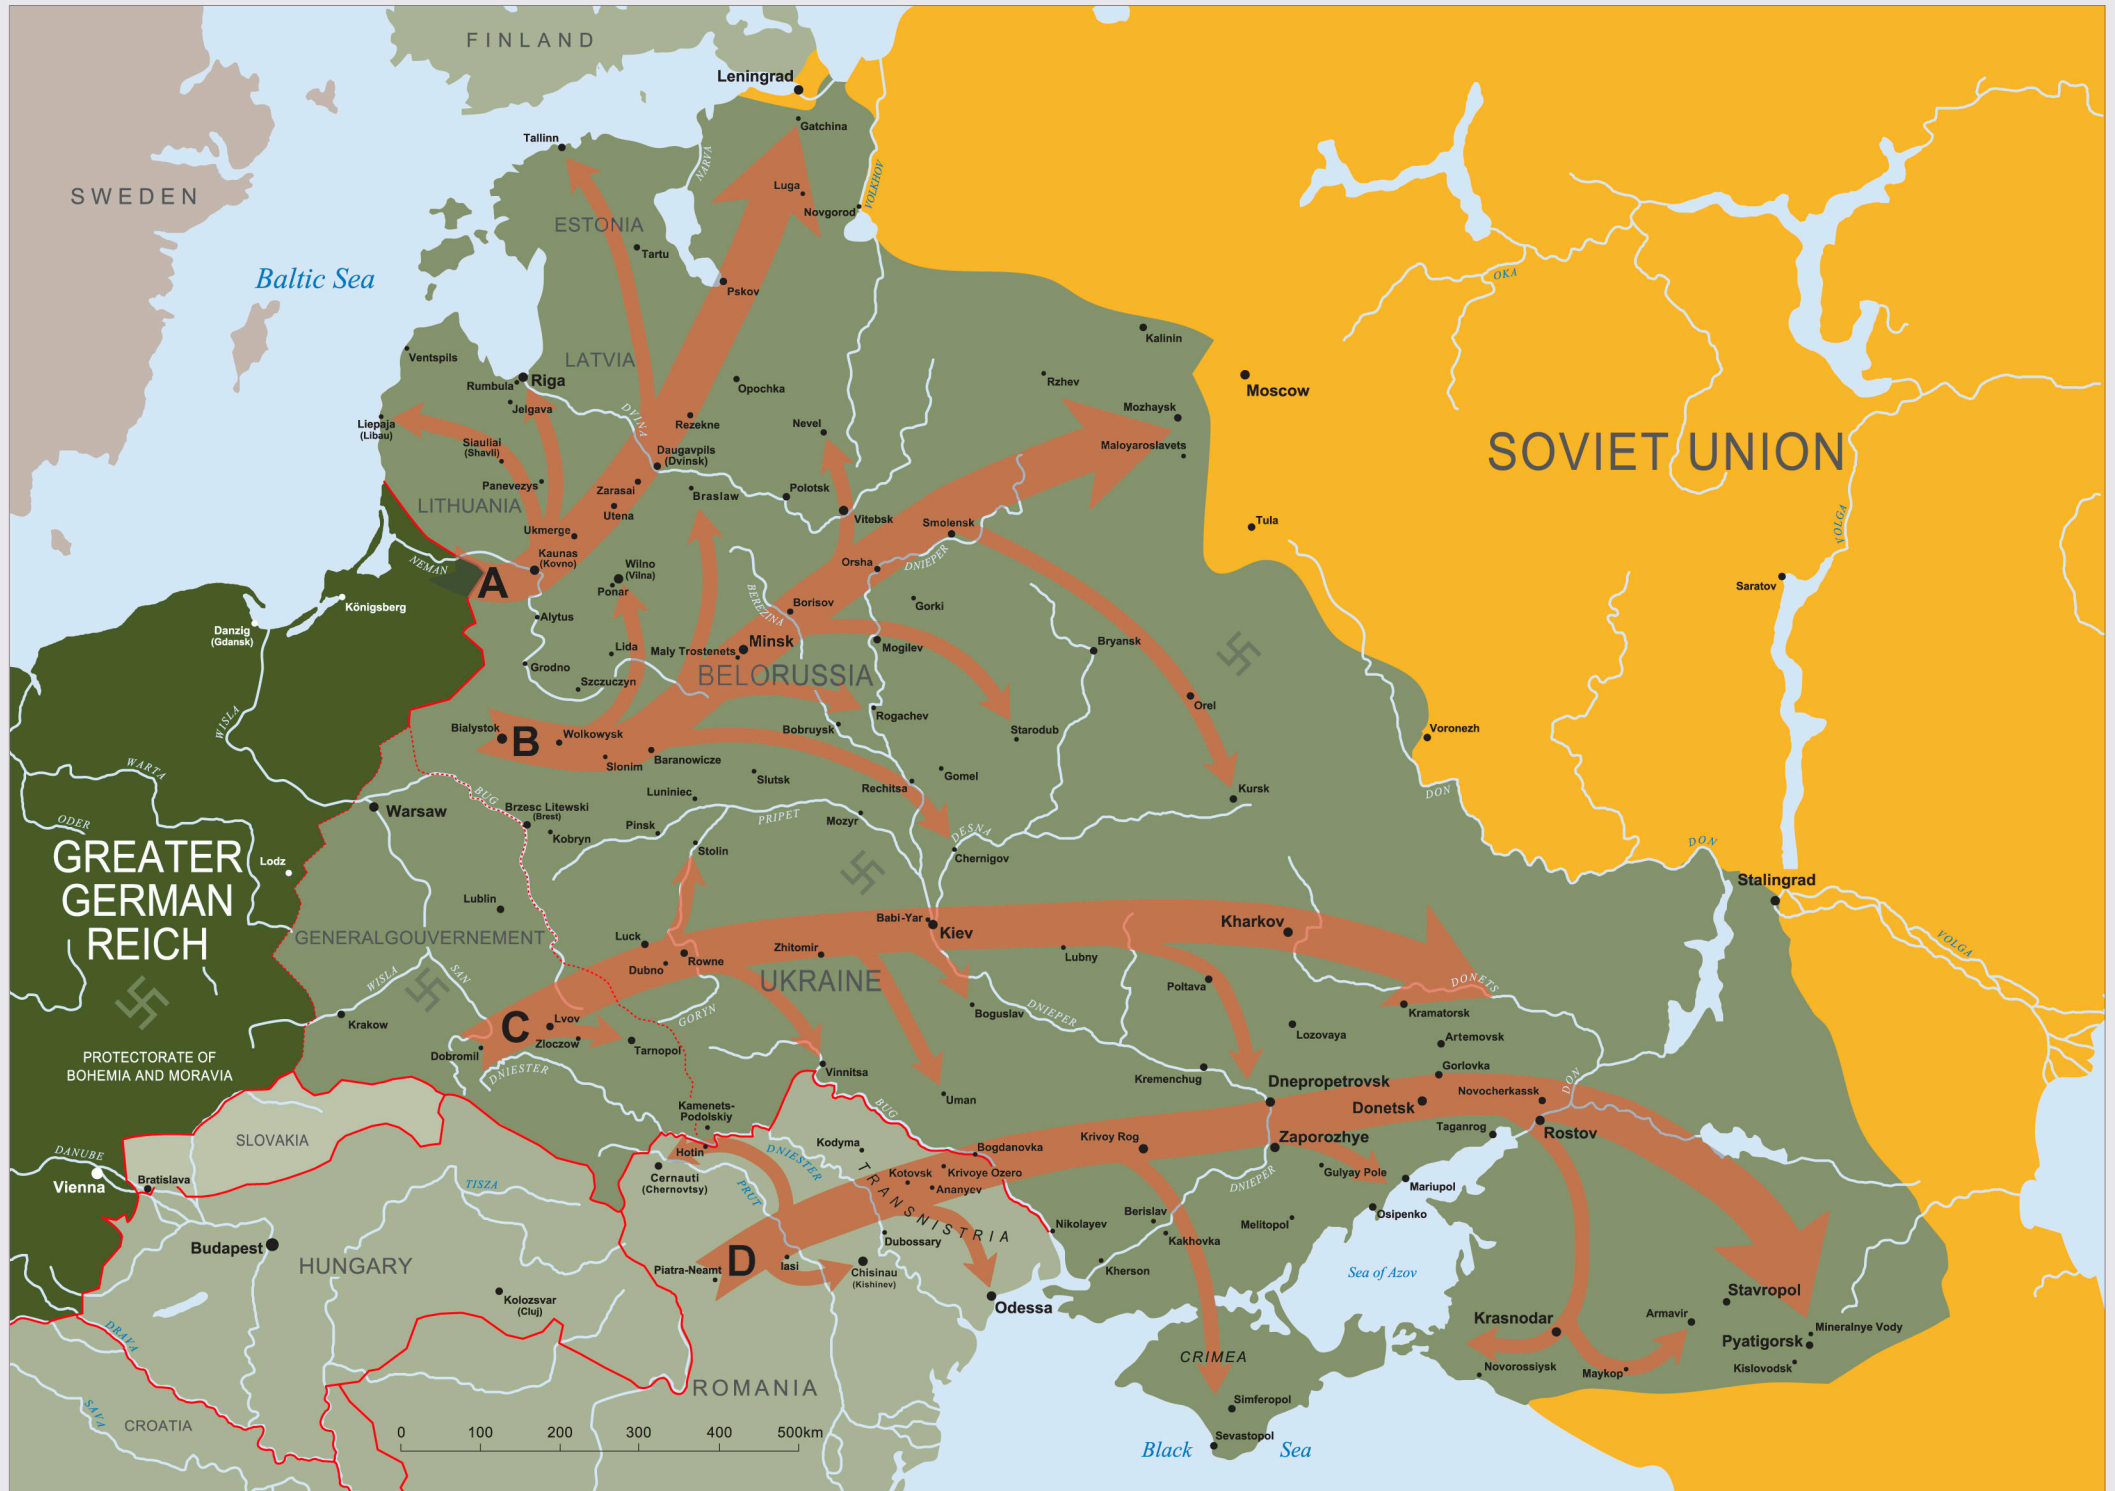 FINLAND
Leningrad
Gatchina
Tallinn
NARVA
VOLKHOV
Luga
Novgorod
SWEDEN
ESTONIA
Tartu
Baltic Sea
OKA
Pskov
Kalinin
Ventspils
LATVIA
Riga
Rumbula
Opochka
Rzhev
Moscow
Jelgava
DVINA
Mozhaysk
Liepaja
(Libau)
Rezekne
Nevel
Siauliai
(Shavli)
Maloyaroslavets
SOVIET UNION
Daugavpils
(Dvinsk)
Panevezys
Zarasai
Braslaw
Polotsk
LITHUANIA
Utena
Vitebsk
Smolensk
Tula
VOLGA
Ukmerge
Kaunas
(Kovno)
NEMAN
A
Wilno
(Vilna)
Ponar
Orsha
DNIEPER
Saratov
Königsberg
BEREZINA
Borisov
Gorki
Alytus
Danzig
(Gdansk)
Lida
Maly Trostenets
Minsk
Mogilev
Bryansk
Grodno
BELORUSSIA
Szczuczyn
Orel
WISLA
Bialystok
B
Wolkowysk
Rogachev
Bobruysk
Starodub
Voronezh
Slonim
Baranowicze
WARTA
Slutsk
Gomel
Rechitsa
Kursk
DON
BUG
Luniniec
Warsaw
Brzesc Litewski
(Brest)
Pinsk
PRIPET
Mozyr
ODER
Kobryn
DESNA
Stolin
Chernigov
DON
GREATER
GERMAN
REICH
Lodz
Stalingrad
Lublin
Babi-Yar
Kiev
Kharkov
GENERALGOUVERNEMENT
Luck
Zhitomir
VOLGA
Dubno
Rowne
Lubny
WISLA
SAN
UKRAINE
Poltava
DONETS
Krakow
Boguslav
DNIEPER
Kramatorsk
GORYN
C
Lvov
Lozovaya
Zloczow
Tarnopol
Artemovsk
PROTECTORATE OF
BOHEMIA AND MORAVIA
Dobromil
DNIESTER
Vinnitsa
Gorlovka
Kremenchug
Dnepropetrovsk
Novocherkassk
DON
Uman
BUG
Donetsk
Kamenets-
Podolskiy
Taganrog
Rostov
SLOVAKIA
Kodyma
Krivoy Rog
Zaporozhye
DANUBE
Hotin
DNIESTER
Bogdanovka
Vienna
Bratislava
Cernauti
(Chernovtsy)
Kotovsk
Krivoye Ozero
Gulyay Pole
TISZA
PRUT
Ananyev
DNIEPER
Mariupol
TRANSNISTRIA
Berislav
Osipenko
Nikolayev
Melitopol
Budapest
Dubossary
Kakhovka
HUNGARY
Piatra-Neamt
D
Iasi
Chisinau
(Kishinev)
Kherson
Sea of Azov
Stavropol
Kolozsvar
(Cluj)
Odessa
Armavir
Krasnodar
Mineralnye Vody
DRAVA
Pyatigorsk
CRIMEA
Novorossiysk
Maykop
Kislovodsk
ROMANIA
Simferopol
SAVA
CROATIA
0 100 200 300 400 500km
Sevastopol
Black Sea